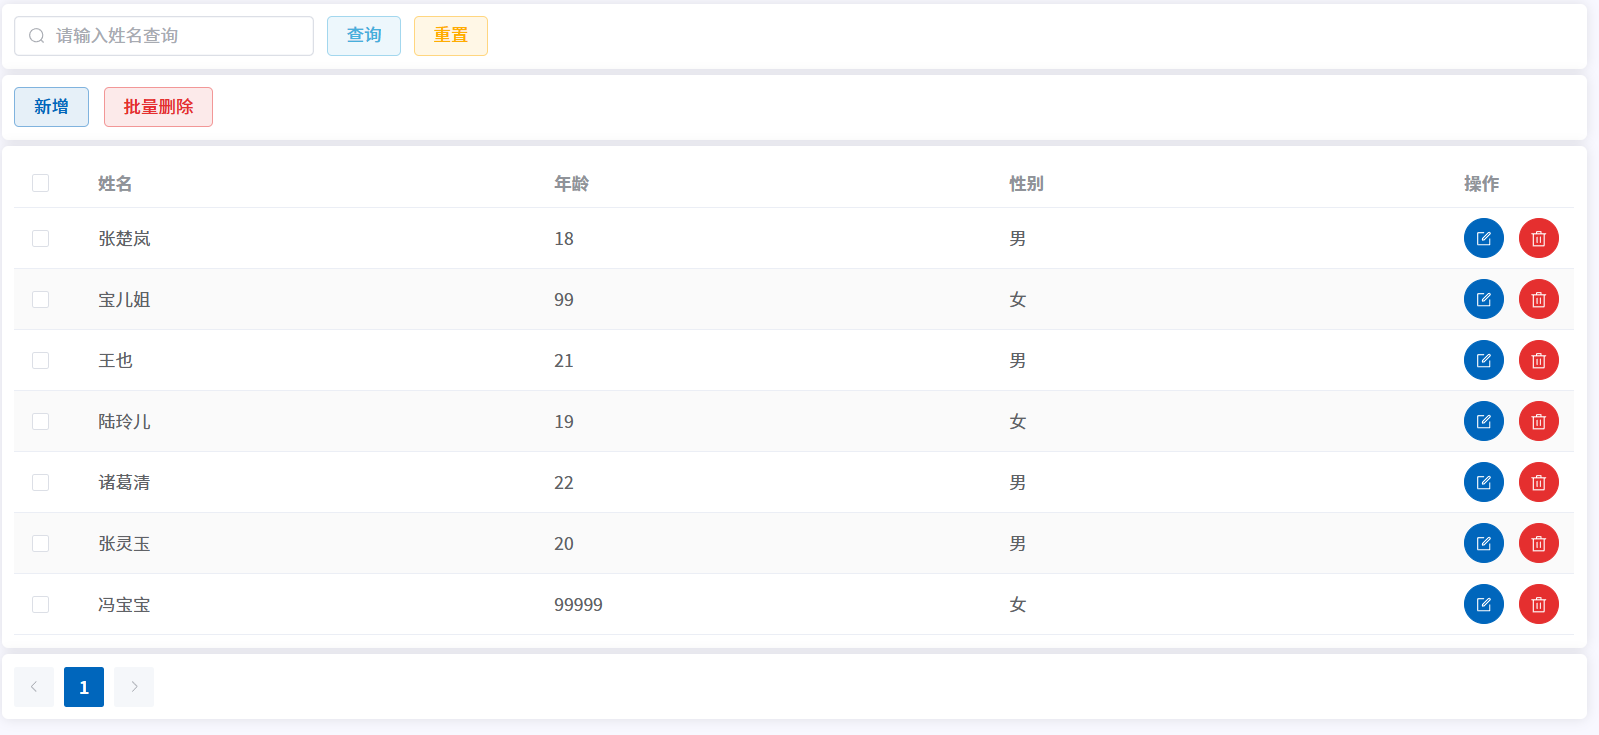 请输入姓名查询 查询 重置
新增 批量删除
姓名 年龄 性别 操作
张楚岚 18 男
宝儿姐 99 女
王也 21 男
陆玲儿 19 女
诸葛清 22 男
张灵玉 20 男
冯宝宝 99999 女
1